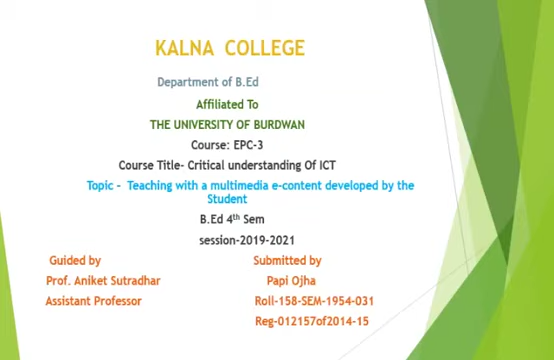 KALNA COLLEGE
Department of B.Ed
Affiliated To
THE UNIVERSITY OF BURDWAN
Course: EPC-3
Course Title- Critical understanding Of ICT
Topic - Teaching with a multimedia e-content developed by the
Student
B.Ed 4th Sem
session-2019-2021
Guided by
Submitted by
Prof. Aniket Sutradhar
Papi Ojha
Assistant Professor
Roll-158-SEM-1954-031
Reg-012157of2014-15